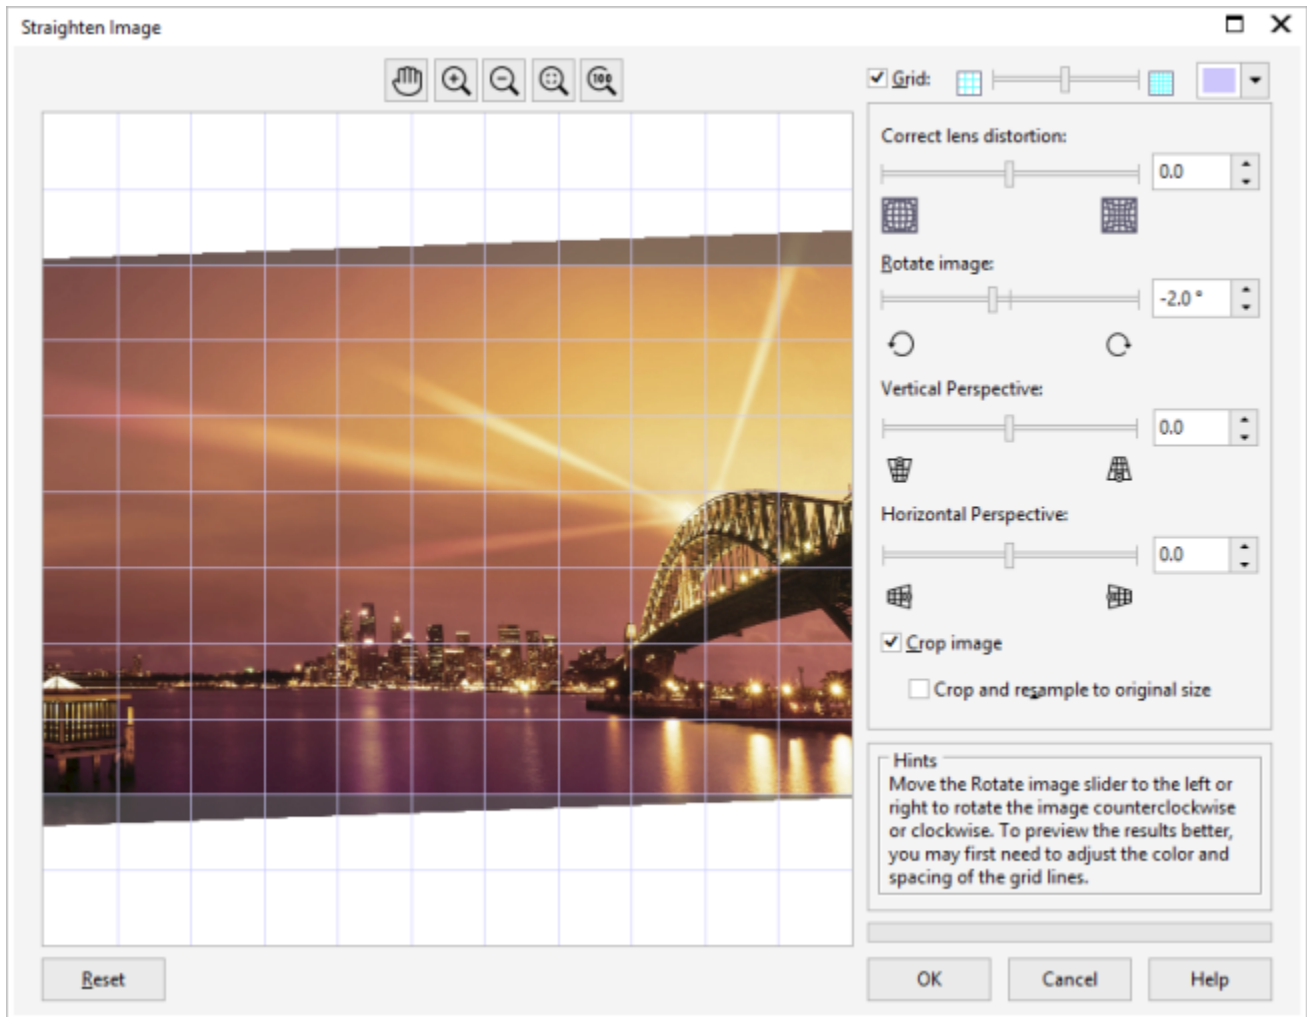 Straighten Image
100
Grid:
Correct lens distortion:
0.0
Rotate image:
-2.0 °
Vertical Perspective:
0.0
Horizontal Perspective:
0.0
Crop image
Crop and resample to original size
Hints
Move the Rotate image slider to the left or
right to rotate the image counterclockwise
or clockwise. To preview the results better,
you may first need to adjust the color and
spacing of the grid lines.
Reset
OK
Cancel
Help